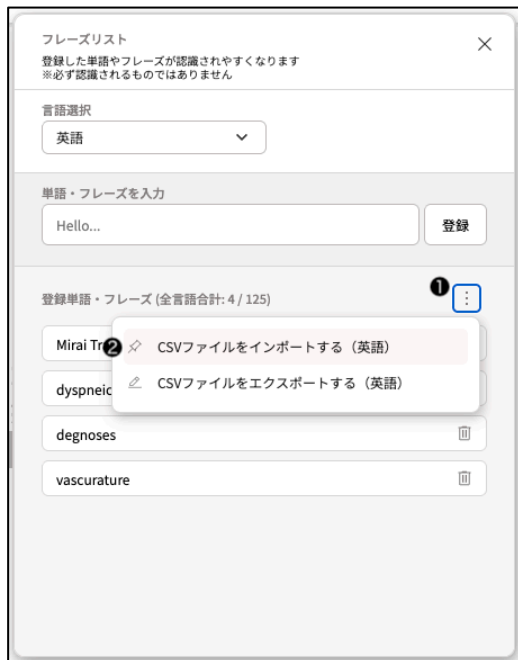 フレーズリスト
登録した単語やフレーズが認識されやすくなります
※必ず認識されるものではありません
言語選択
英語
単語・フレーズを入力
Hello...
登録
登録単語・フレーズ (全言語合計: 4 / 125)
❶
Mirai Tr
❷
CSVファイルをインポートする（英語）
dyspneic
CSVファイルをエクスポートする（英語）
degnoses
vascurature